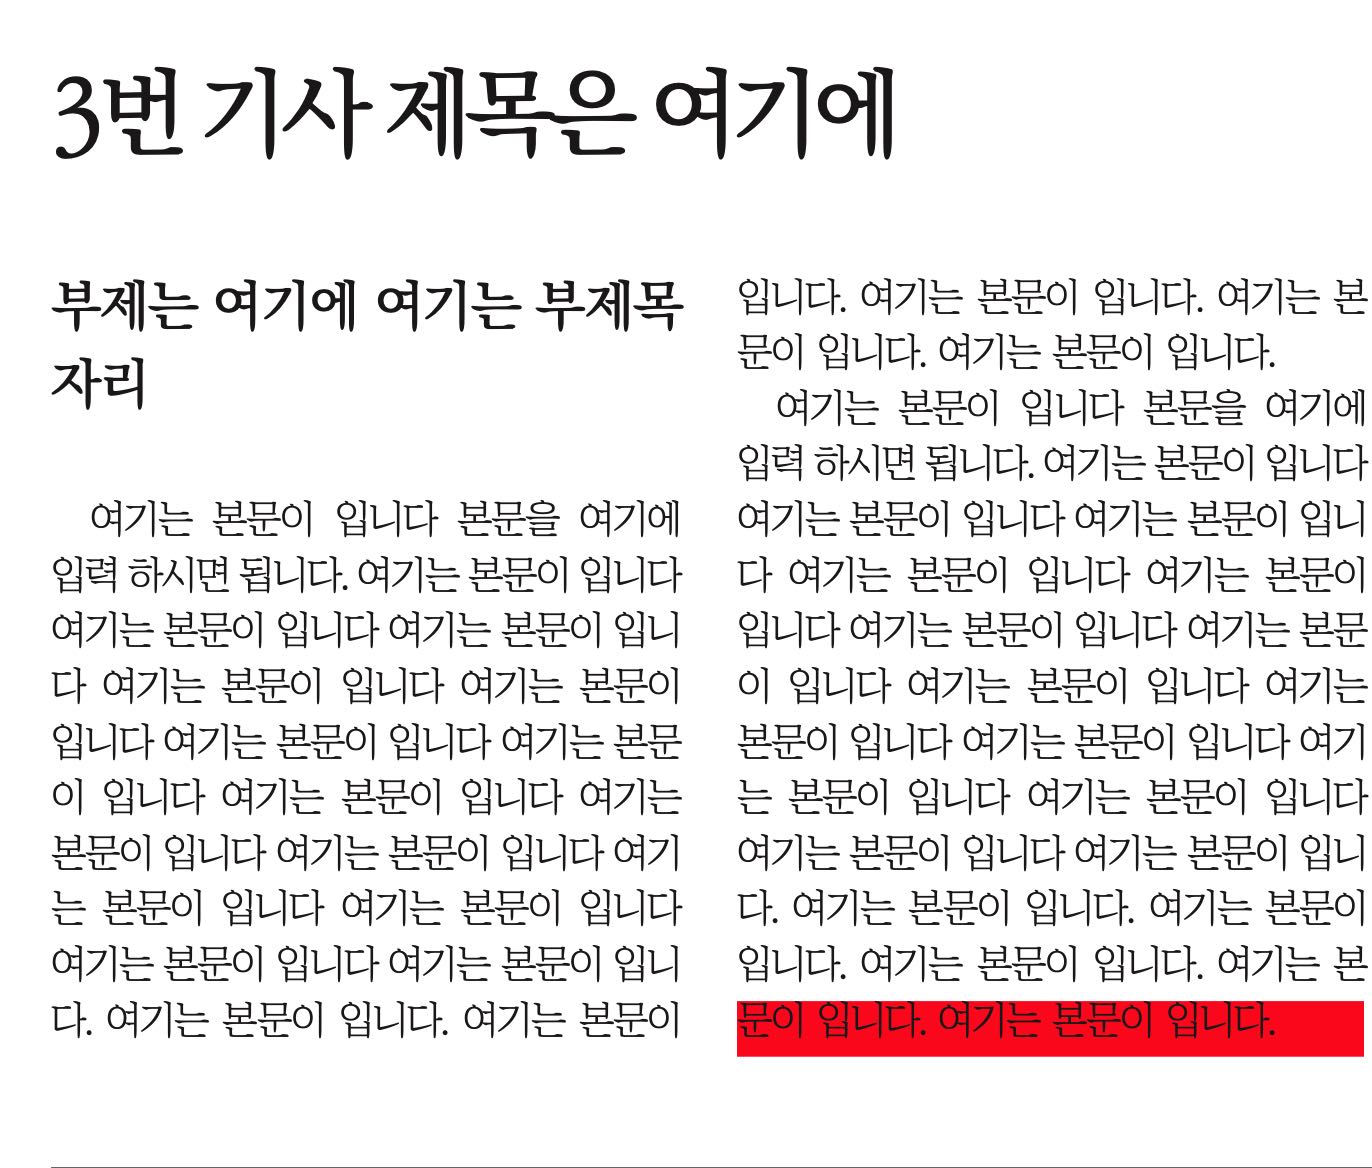 3번 기사 제목은 여기에
부제는 여기에 여기는 부제목
자리
여기는 본문이 입니다 본문을 여기에
입력 하시면 됩니다. 여기는 본문이 입니다
여기는 본문이 입니다 여기는 본문이 입니
다 여기는 본문이 입니다 여기는 본문이
입니다 여기는 본문이 입니다 여기는 본문
이 입니다 여기는 본문이 입니다 여기는
본문이 입니다 여기는 본문이 입니다 여기
는 본문이 입니다 여기는 본문이 입니다
여기는 본문이 입니다 여기는 본문이 입니
다. 여기는 본문이 입니다. 여기는 본문이
입니다. 여기는 본문이 입니다. 여기는 본
문이 입니다. 여기는 본문이 입니다.
여기는 본문이 입니다 본문을 여기에
입력 하시면 됩니다. 여기는 본문이 입니다
여기는 본문이 입니다 여기는 본문이 입니
다 여기는 본문이 입니다 여기는 본문이
입니다 여기는 본문이 입니다 여기는 본문
이 입니다 여기는 본문이 입니다 여기는
본문이 입니다 여기는 본문이 입니다 여기
는 본문이 입니다 여기는 본문이 입니다
여기는 본문이 입니다 여기는 본문이 입니
다. 여기는 본문이 입니다. 여기는 본문이
입니다. 여기는 본문이 입니다. 여기는 본
문이 입니다. 여기는 본문이 입니다.